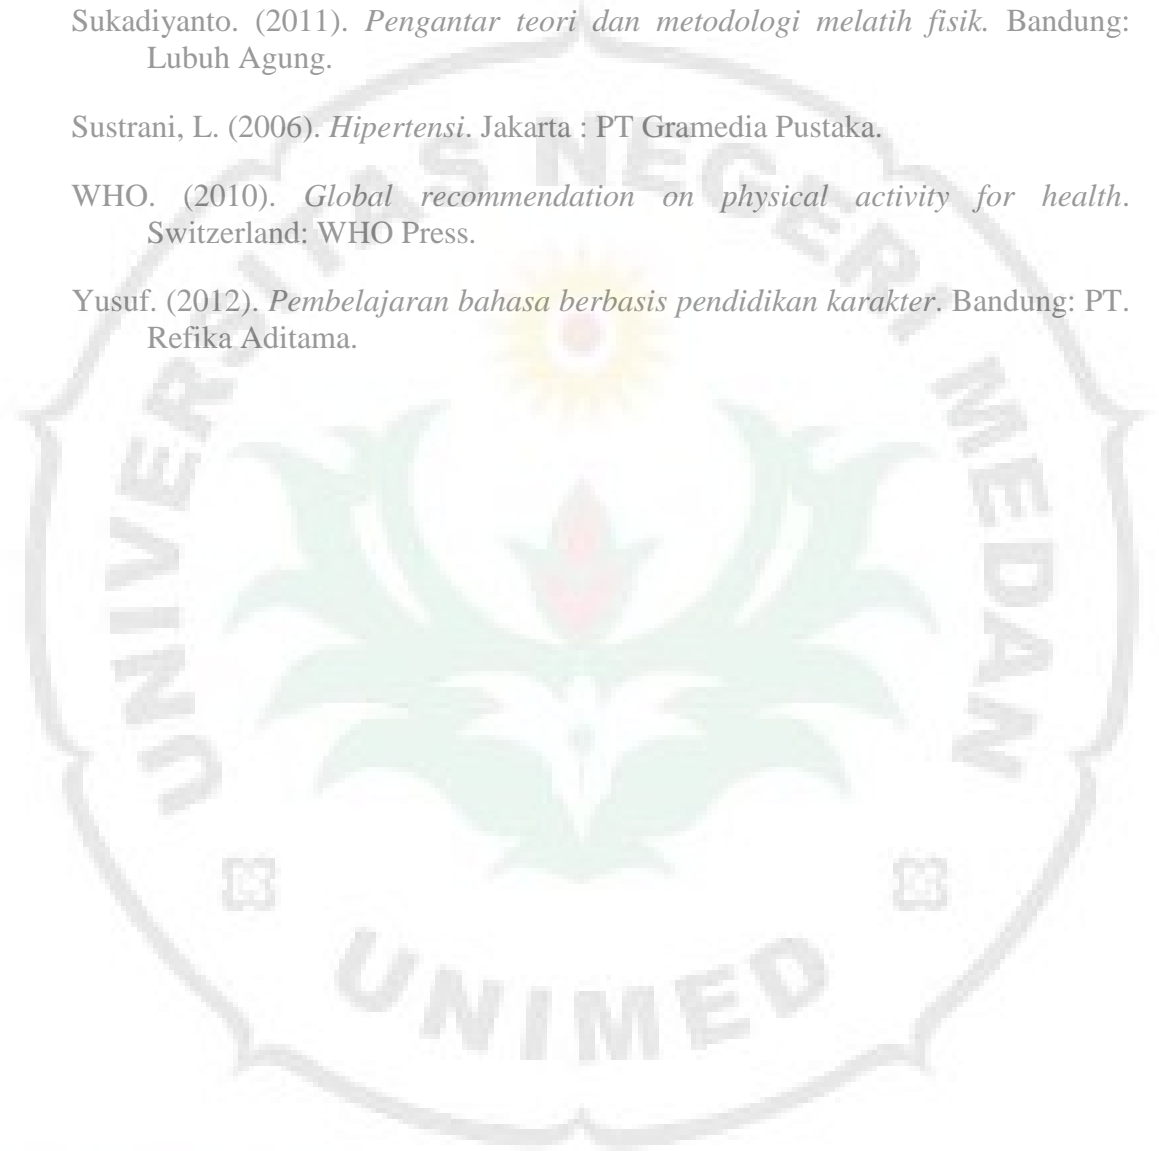 Sukadiyanto. (2011). Pengantar teori dan metodologi melatih fisik. Bandung:
Lubuh Agung.
Sustrani, L. (2006). Hipertensi. Jakarta : PT Gramedia Pustaka.
WHO. (2010). Global recommendation on physical activity for health.
Switzerland: WHO Press.
Yusuf. (2012). Pembelajaran bahasa berbasis pendidikan karakter. Bandung: PT.
Refika Aditama.
UNIVERSITAS NEGERI MEDAN
UNIMED